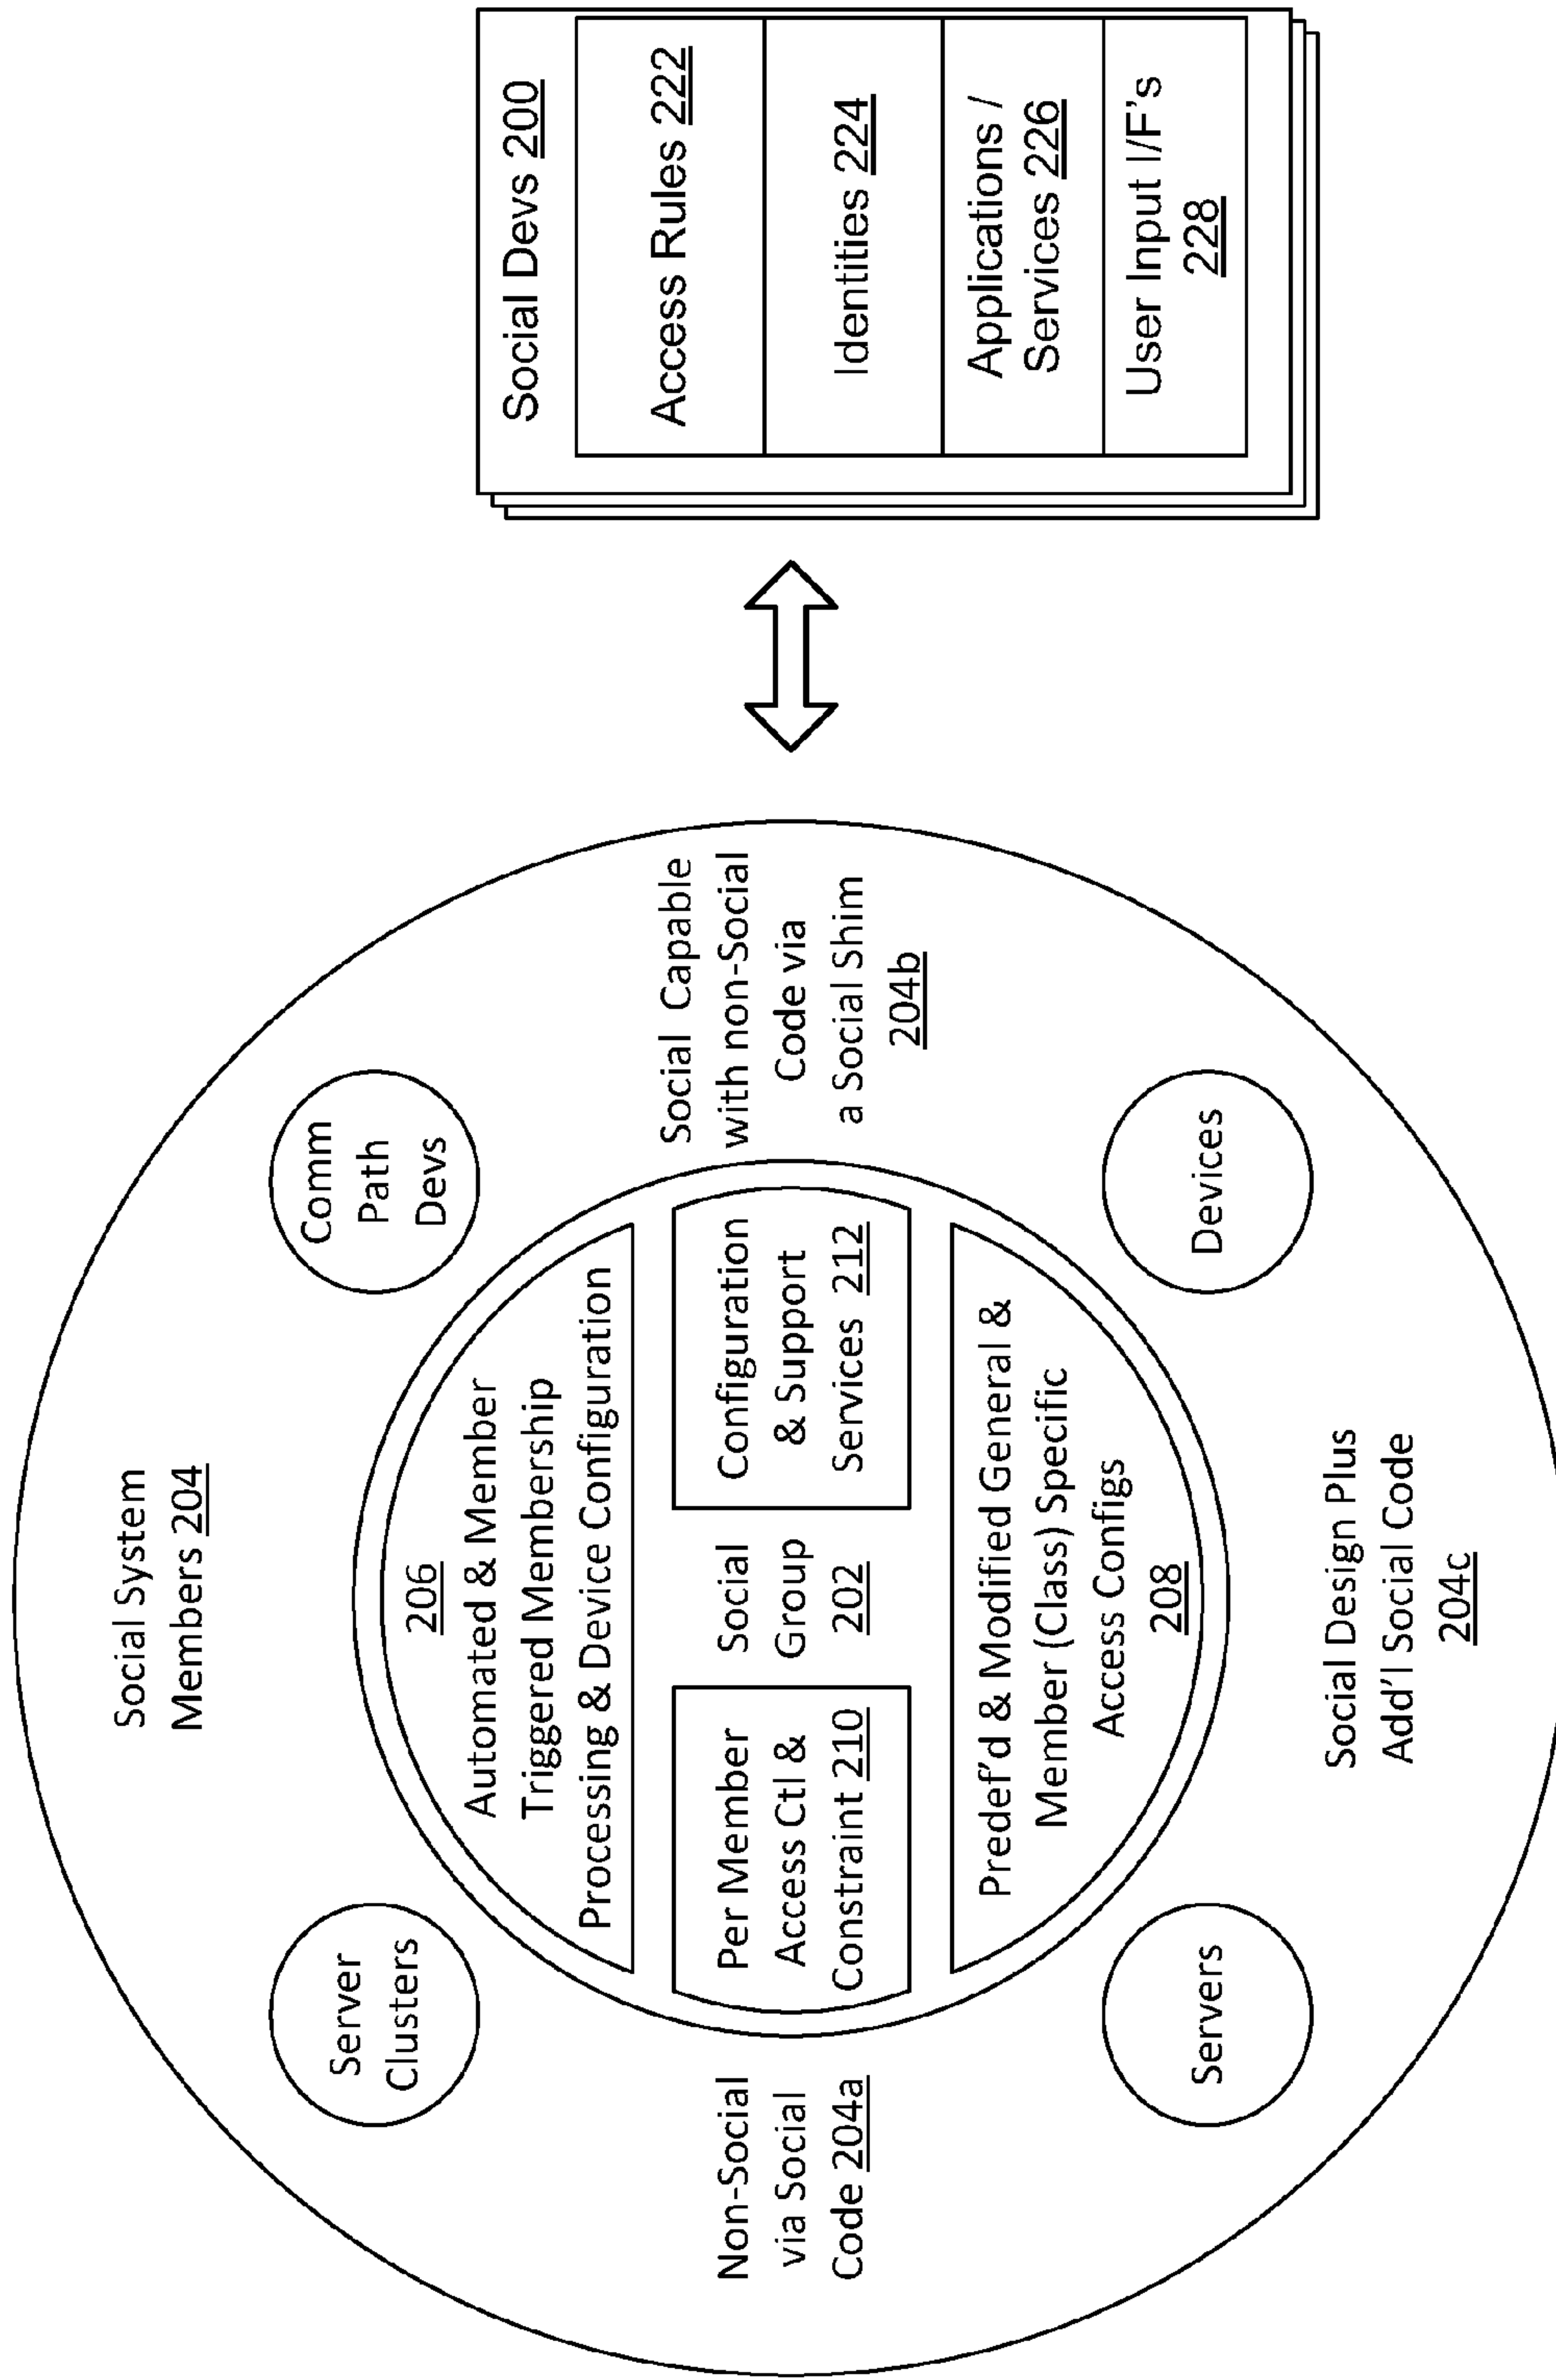 Social System
Members 204
Server
Clusters
Comm
Path
Devs
206
Automated & Member
Triggered Membership
Processing & Device Configuration
Non-Social
via Social
Code 204a
Per Member
Access Ctl &
Constraint 210
Social
Group
202
Configuration
& Support
Services 212
Social Capable
with non-Social
Code via
a Social Shim
204b
Predef'd & Modified General &
Member (Class) Specific
Access Configs
208
Servers
Devices
Social Design Plus
Add'l Social Code
204c
Social Devs 200
Access Rules 222
Identities 224
Applications /
Services 226
User Input I/F's
228